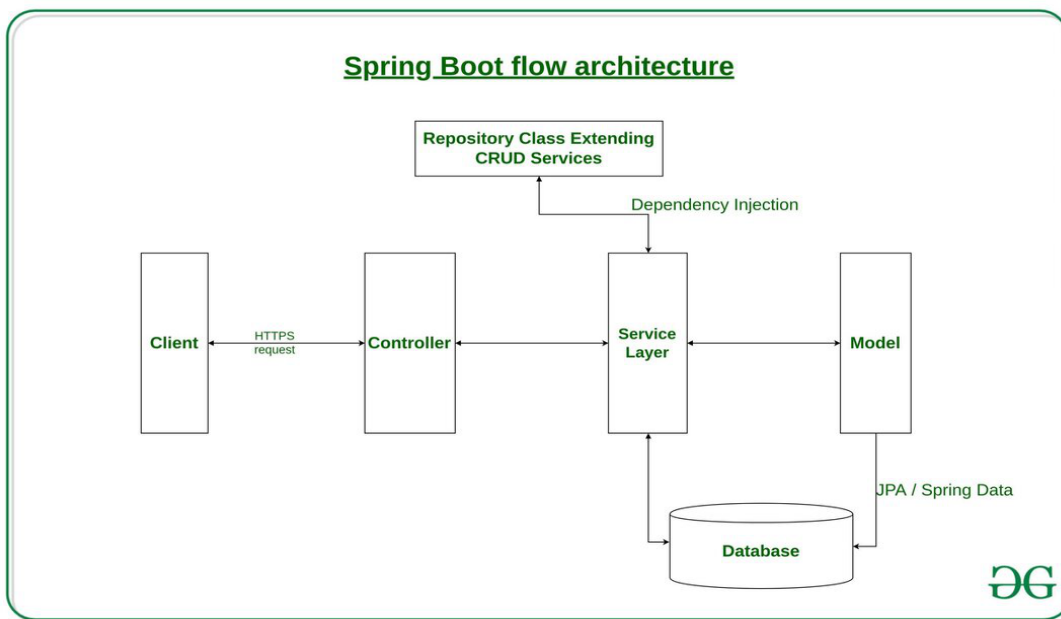 Spring Boot flow architecture
Repository Class Extending
CRUD Services
Dependency Injection
Client
HTTPS
request
Controller
Service
Layer
Model
JPA / Spring Data
Database